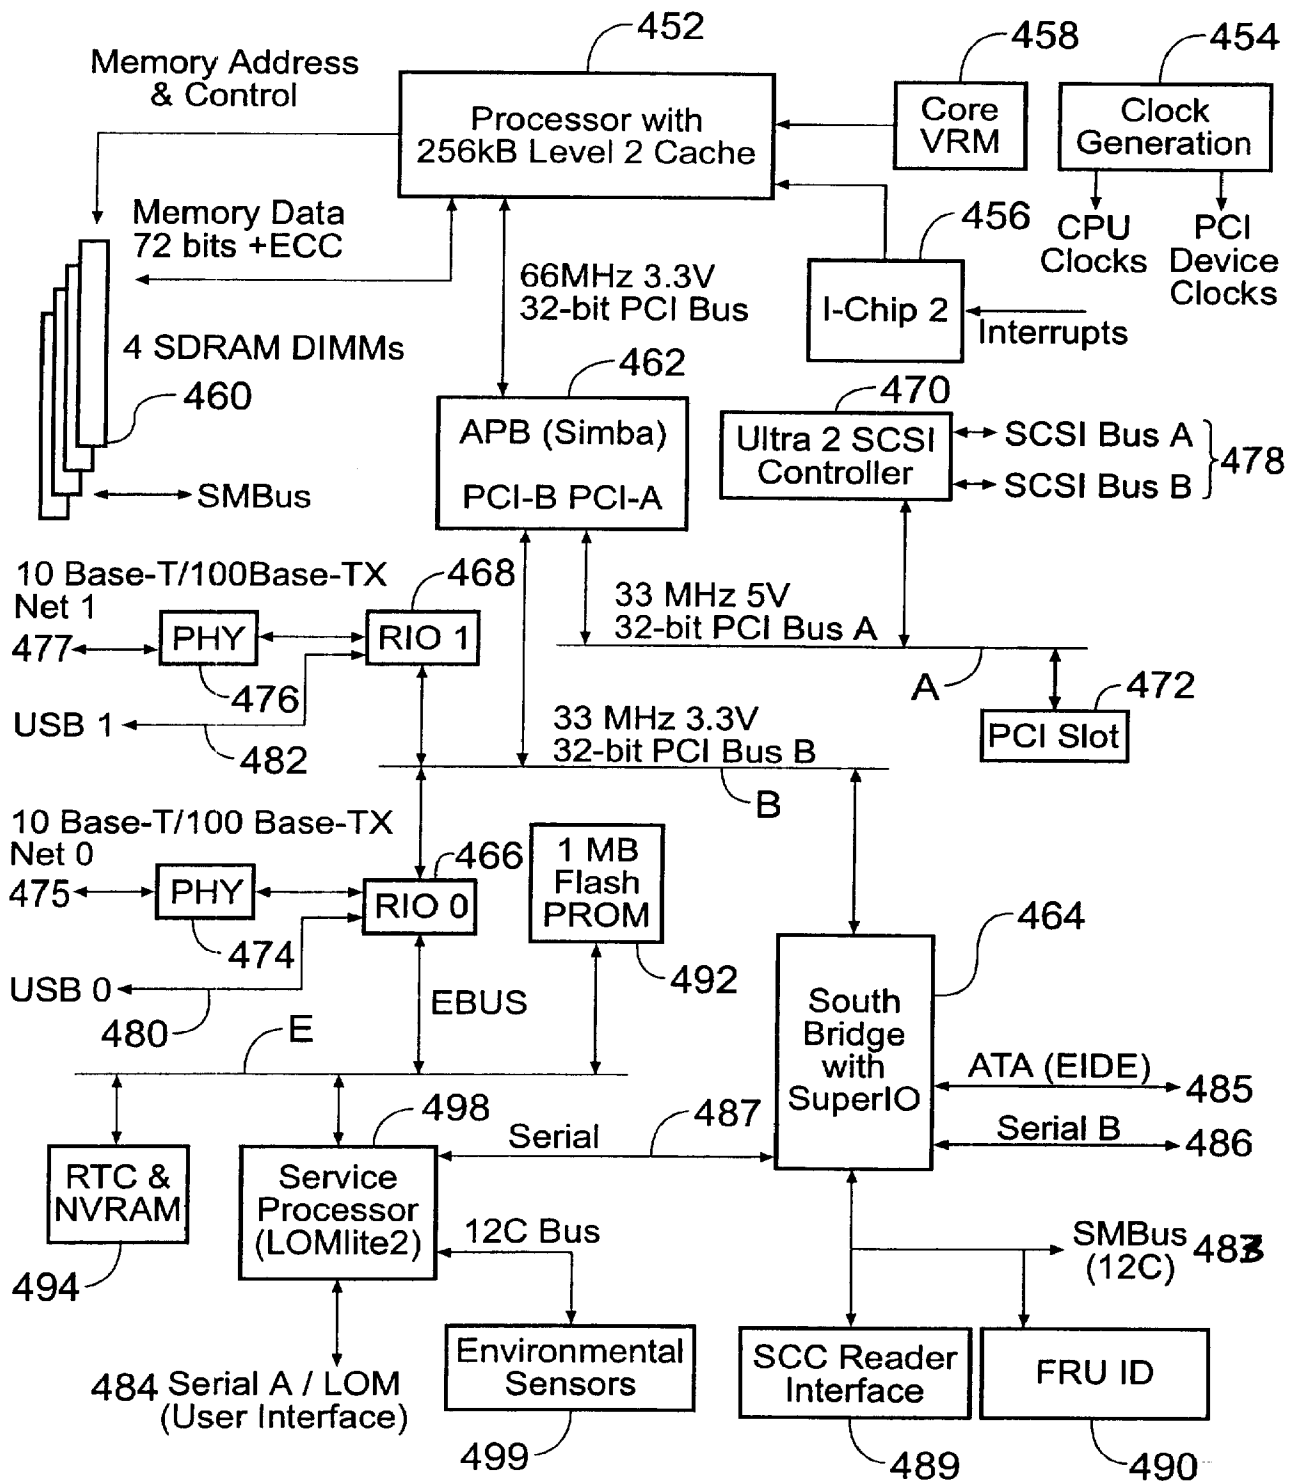 452
458
454
Memory Address
& Control
Processor with
256kB Level 2 Cache
Core
VRM
Clock
Generation
Memory Data
72 bits +ECC
456
CPU
Clocks
PCI
Device
Clocks
66MHz 3.3V
32-bit PCI Bus
I-Chip 2
Interrupts
4 SDRAM DIMMs
460
462
470
APB (Simba)
PCI-B PCI-A
Ultra 2 SCSI
Controller
SCSI Bus A
SCSI Bus B
478
SMBus
10 Base-T/100Base-TX
Net 1
468
477
PHY
RIO 1
33 MHz 5V
32-bit PCI Bus A
476
A
472
USB 1
482
33 MHz 3.3V
32-bit PCI Bus B
PCI Slot
B
10 Base-T/100 Base-TX
Net 0
466
1 MB
Flash
PROM
475
PHY
RIO 0
464
474
492
USB 0
480
EBUS
E
South
Bridge
with
SuperIO
ATA (EIDE)
485
498
487
Serial
Serial B
486
RTC &
NVRAM
Service
Processor
(LOMlite2)
12C Bus
494
SMBus
(12C)
483
484 Serial A / LOM
(User Interface)
Environmental
Sensors
SCC Reader
Interface
FRU ID
499
489
490